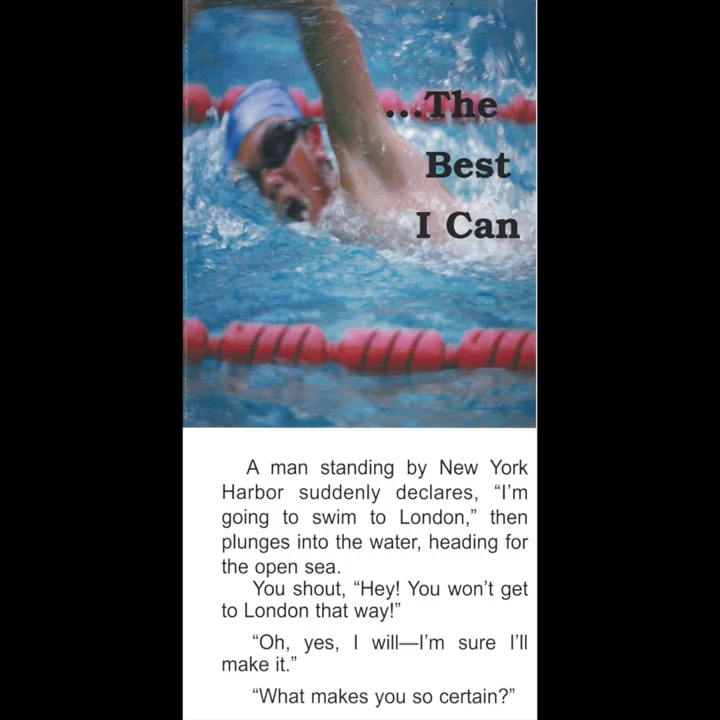 ...The
Best
I Can
A man standing by New York
Harbor suddenly declares, “I’m
going to swim to London,” then
plunges into the water, heading for
the open sea.
You shout, “Hey! You won’t get
to London that way!”
“Oh, yes, I will—I’m sure I’ll
make it.”
“What makes you so certain?”